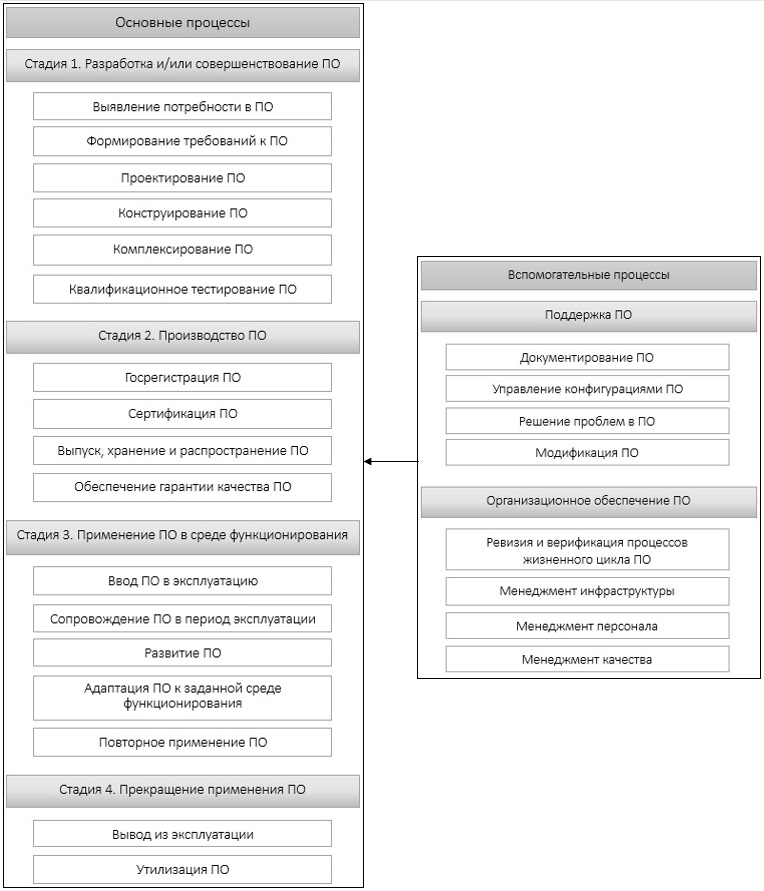 Основные процессы
Стадия 1. Разработка и/или совершенствование ПО
Выявление потребности в ПО
Формирование требований к ПО
Проектирование ПО
Конструирование ПО
Комплексирование ПО
Квалификационное тестирование ПО
Стадия 2. Производство ПО
Госрегистрация ПО
Сертификация ПО
Выпуск, хранение и распространение ПО
Обеспечение гарантии качества ПО
Стадия 3. Применение ПО в среде функционирования
Ввод ПО в эксплуатацию
Сопровождение ПО в период эксплуатации
Развитие ПО
Адаптация ПО к заданной среде
функционирования
Повторное применение ПО
Стадия 4. Прекращение применения ПО
Вывод из эксплуатации
Утилизация ПО
Вспомогательные процессы
Поддержка ПО
Документирование ПО
Управление конфигурациями ПО
Решение проблем в ПО
Модификация ПО
Организационное обеспечение ПО
Ревизия и верификация процессов
жизненного цикла ПО
Менеджмент инфраструктуры
Менеджмент персонала
Менеджмент качества